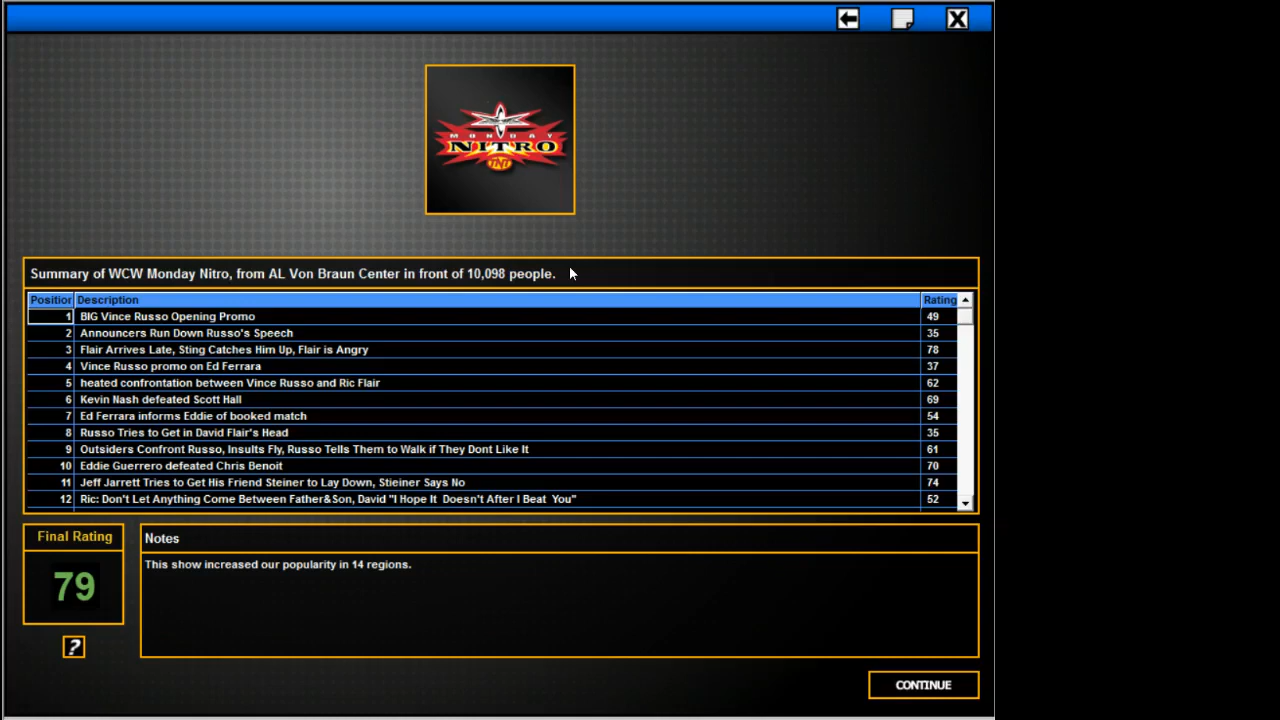 MONDAY
NITRO
TNT
Summary of WCW Monday Nitro, from AL Von Braun Center in front of 10,098 people.
Position Description Rating
1 BIG Vince Russo Opening Promo 49
2 Announcers Run Down Russo's Speech 35
3 Flair Arrives Late, Sting Catches Him Up, Flair is Angry 78
4 Vince Russo promo on Ed Ferrara 37
5 heated confrontation between Vince Russo and Ric Flair 62
6 Kevin Nash defeated Scott Hall 69
7 Ed Ferrara informs Eddie of booked match 54
8 Russo Tries to Get in David Flair's Head 35
9 Outsiders Confront Russo, Insults Fly, Russo Tells Them to Walk if They Dont Like It 61
10 Eddie Guerrero defeated Chris Benoit 70
11 Jeff Jarrett Tries to Get His Friend Steiner to Lay Down, Stieiner Says No 74
12 Ric: Don't Let Anything Come Between Father&Son, David "I Hope It Doesn't After I Beat You" 52
Final Rating
79
?
Notes
This show increased our popularity in 14 regions.
CONTINUE